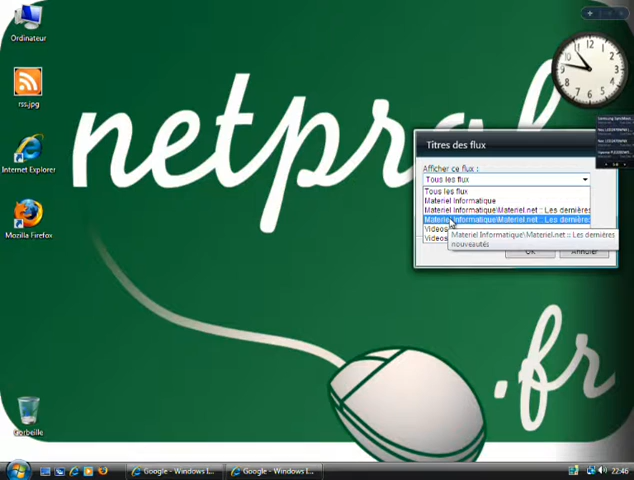 Ordinateur
rss.jpg
Internet Explorer
Mozilla Firefox
Corbeille
netpra
.fr
Titres des flux
Afficher ce flux :
Tous les flux
Tous les flux
Materiel Informatique
Materiel Informatique\Materiel.net :: Les dernières
Materiel Informatique\Materiel.net :: Les dernière
Videos
Videos
Materiel Informatique\Materiel.net :: Les dernières
nouveautés
OK
Annuler
Google - Windows I...
Google - Windows I...
22:46